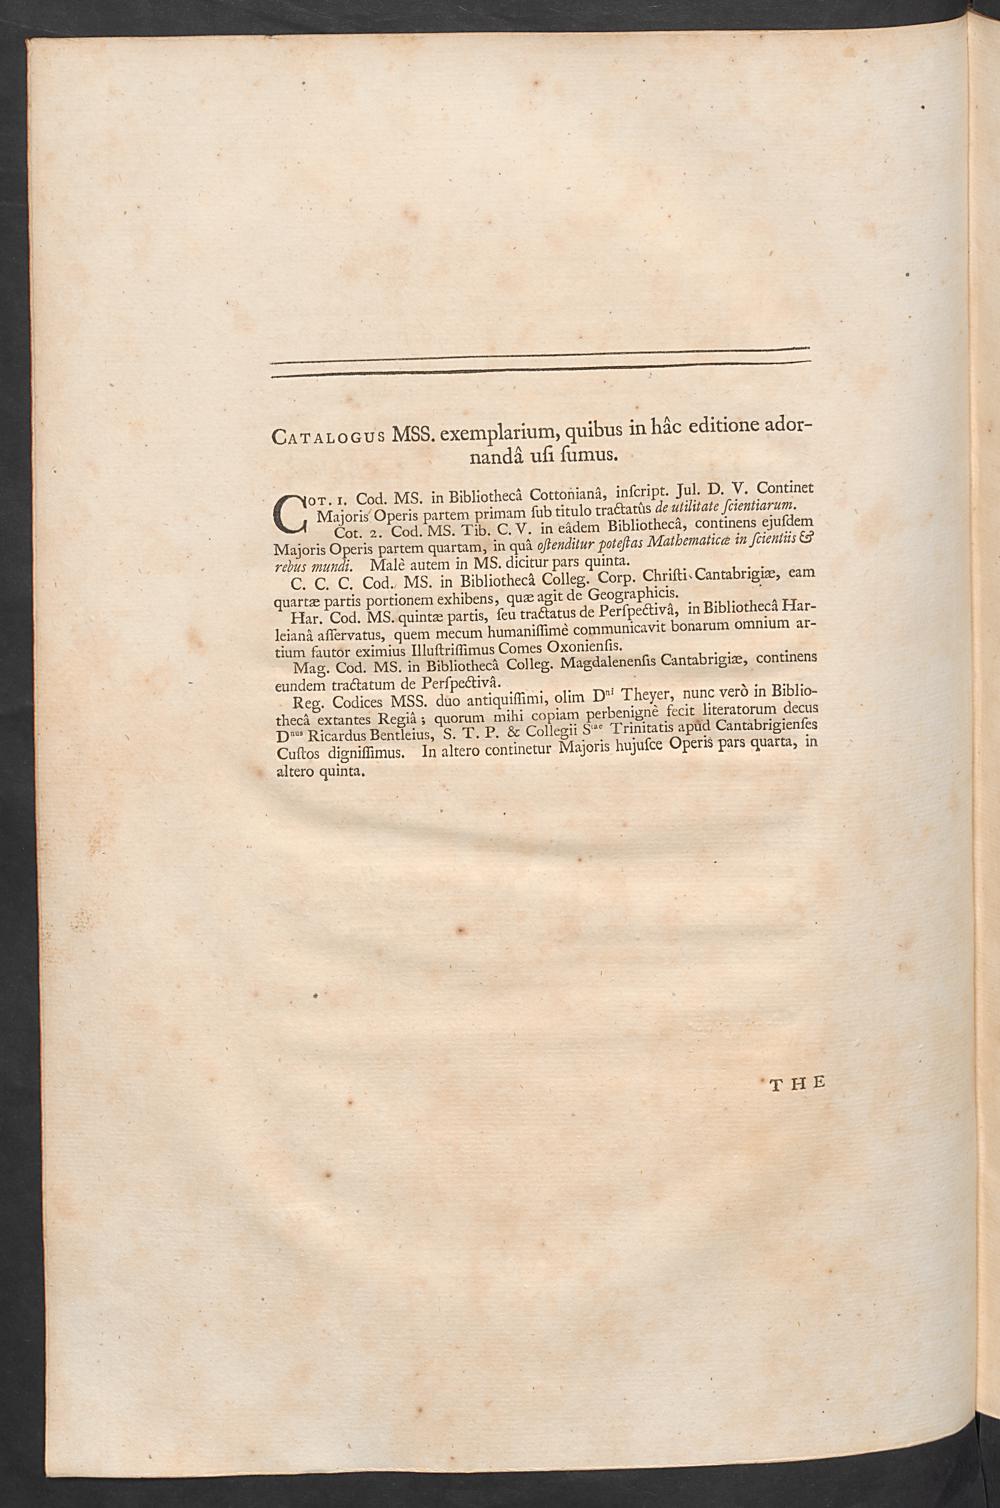 CATALOGUS MSS. exemplarium, quibus in hâc editione ador-
nandâ uſi ſumus.
COT. 1. Cod. MS. in Bibliothecâ Cottonianâ, inſcript. Jul. D. V. Continet
Majoris Operis partem primam ſub titulo tractatûs de utilitate ſcientiarum.
Cot. 2. Cod. MS. Tib. C. V. in eâdem Bibliothecâ, continens ejuſdem
Majoris Operis partem quartam, in quâ oſtenditur poteſtas Mathematicæ in ſcientiis &
rebus mundi. Malè autem in MS. dicitur pars quinta.
C. C. C. Cod. MS. in Bibliothecâ Colleg. Corp. Chriſti Cantabrigiæ, eam
quartæ partis portionem exhibens, quæ agit de Geographicis.
Har. Cod. MS. quintæ partis, ſeu tractatus de Perſpectivâ, in Bibliothecâ Har-
leianâ aſſervatus, quem mecum humaniſſimè communicavit bonarum omnium ar-
tium fautor eximius Illuſtriſſimus Comes Oxonienſis.
Mag. Cod. MS. in Bibliothecâ Colleg. Magdalenenſis Cantabrigiæ, continens
eundem tractatum de Perſpectivâ.
Reg. Codices MSS. duo antiquiſſimi, olim Dⁿⁱ Theyer, nunc verò in Biblio-
thecâ extantes Regiâ; quorum mihi copiam perbenignè fecit literatorum decus
Dⁿᵘˢ Ricardus Bentleius, S. T. P. & Collegii Sᵗᵃᵉ Trinitatis apud Cantabrigienſes
Cuſtos digniſſimus. In altero continetur Majoris hujuſce Operis pars quarta, in
altero quinta.
THE